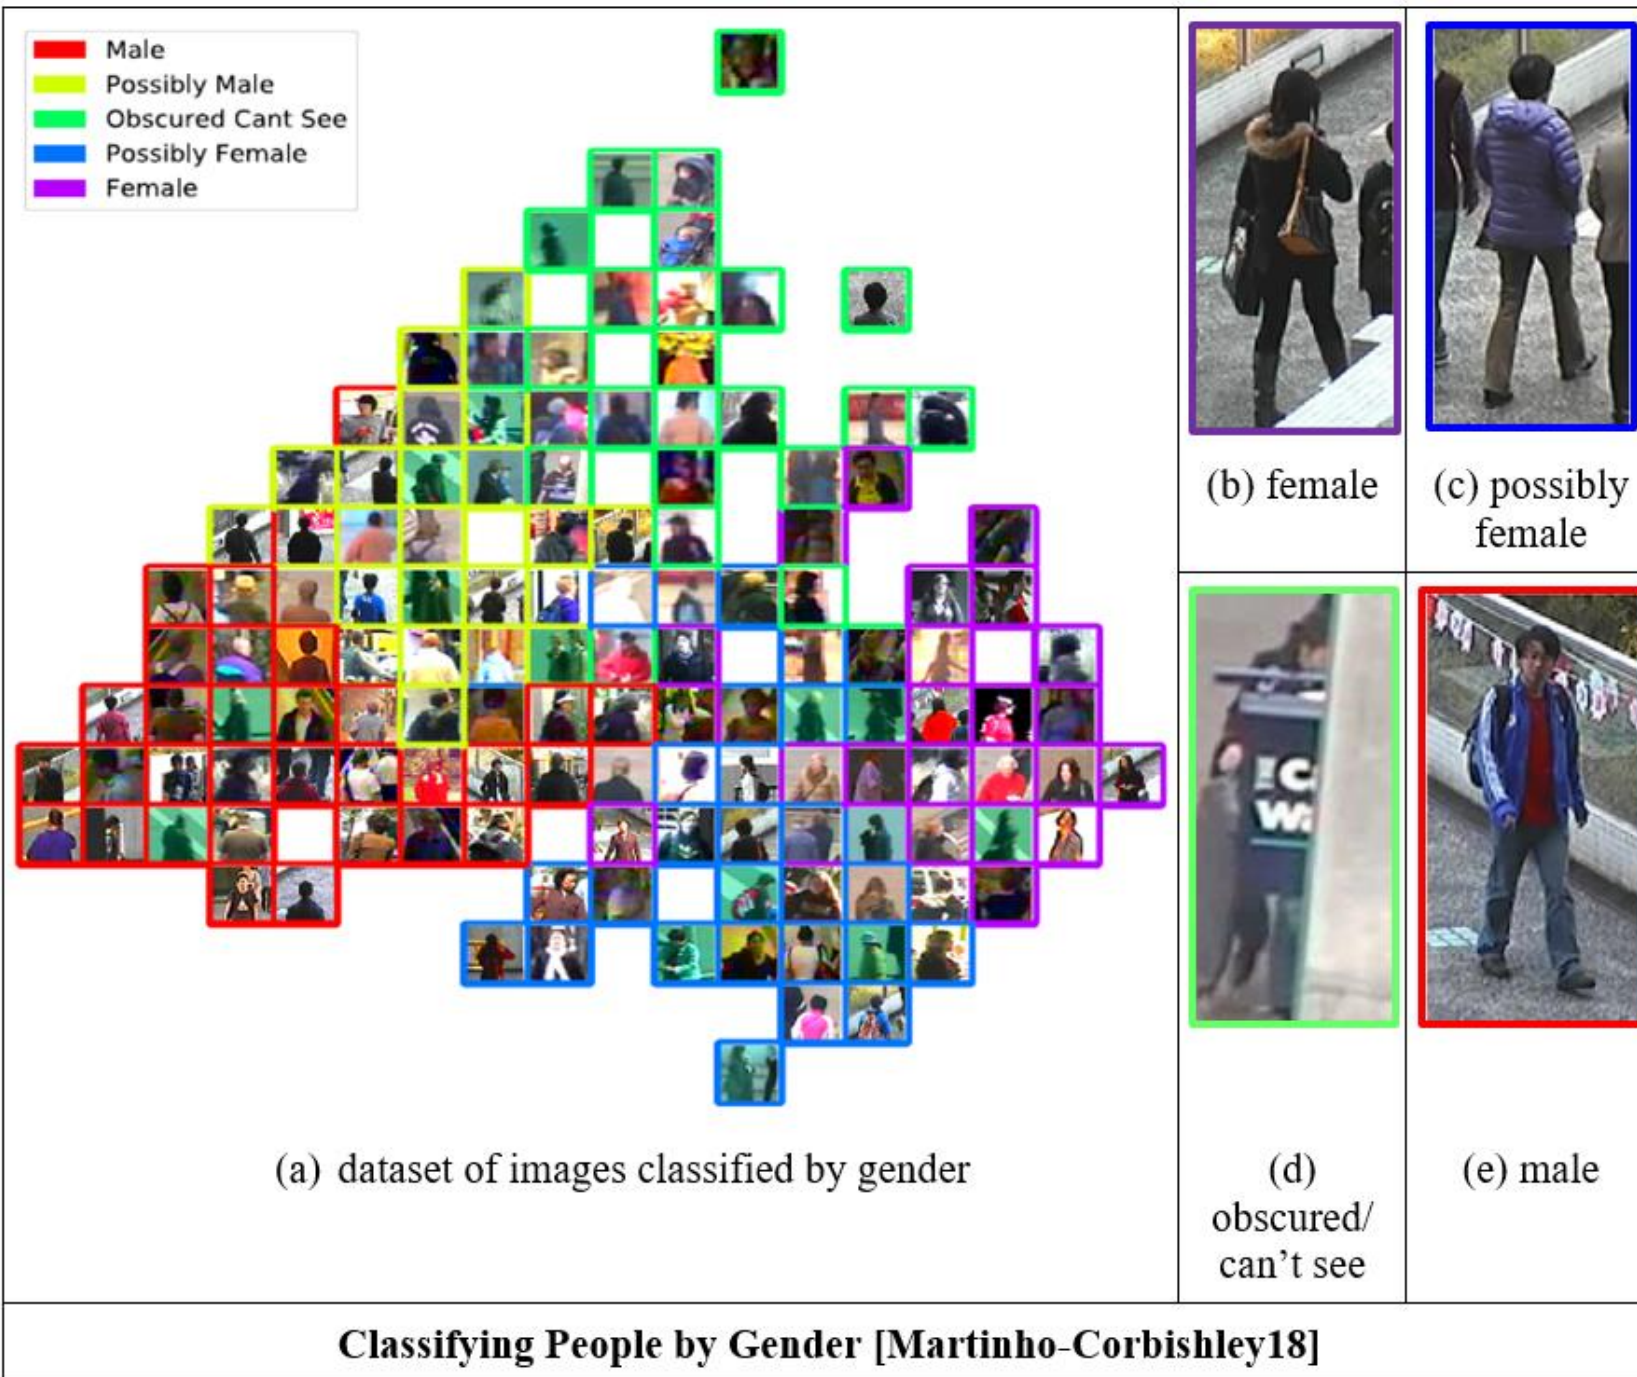 Male
Possibly Male
Obscured Cant See
Possibly Female
Female
(b) female
(c) possibly
female
(a) dataset of images classified by gender
(d)
obscured/
can't see
(e) male
Classifying People by Gender [Martinho-Corbishley18]